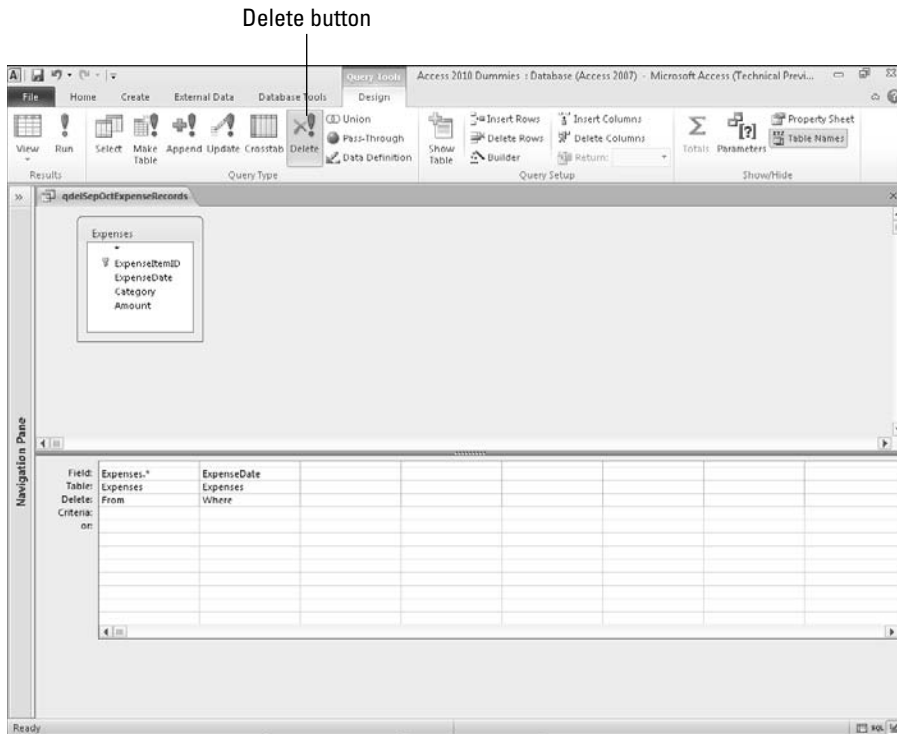 Delete button
Query Tools
Access 2010 Dummies : Database (Access 2007) - Microsoft Access (Technical Previ...
File Home Create External Data Database Tools Design
View
Run
Results
Select
Make Table
Append
Update
Crosstab
Delete
Union
Pass-Through
Data Definition
Query Type
Show Table
Insert Rows
Delete Rows
Builder
Insert Columns
Delete Columns
Return:
Query Setup
Totals
Parameters
Property Sheet
Table Names
Show/Hide
qdelSepOctExpenseRecords
Expenses
*
ExpenseItemID
ExpenseDate
Category
Amount
Navigation Pane
Field: Expenses.* ExpenseDate
Table: Expenses Expenses
Delete: From Where
Criteria:
or:
Ready
SQL